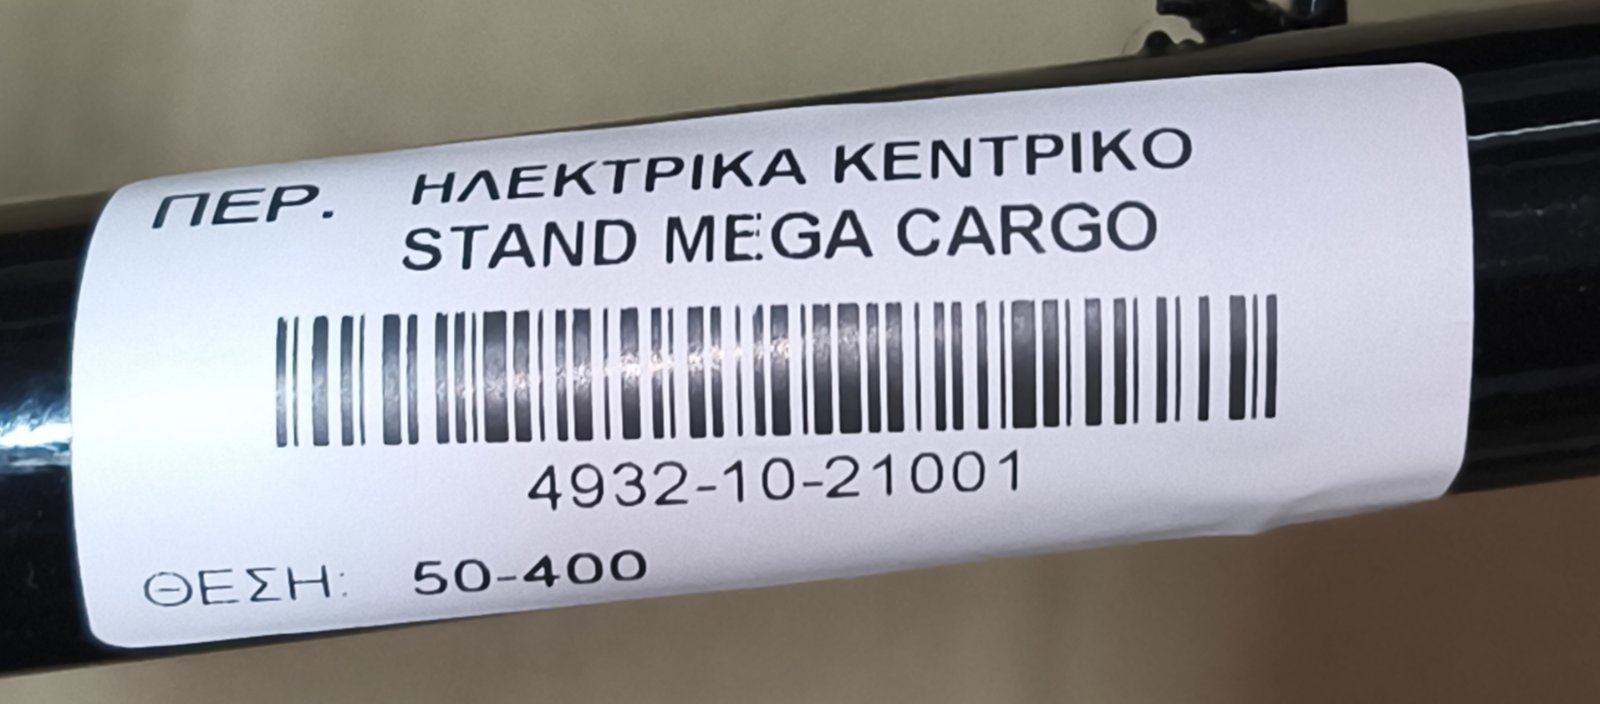 ΠΕΡ. ΗΛΕΚΤΡΙΚΑ ΚΕΝΤΡΙΚΟ
STAND MEGA CARGO
4932-10-21001
ΘΕΣΗ: 50-400